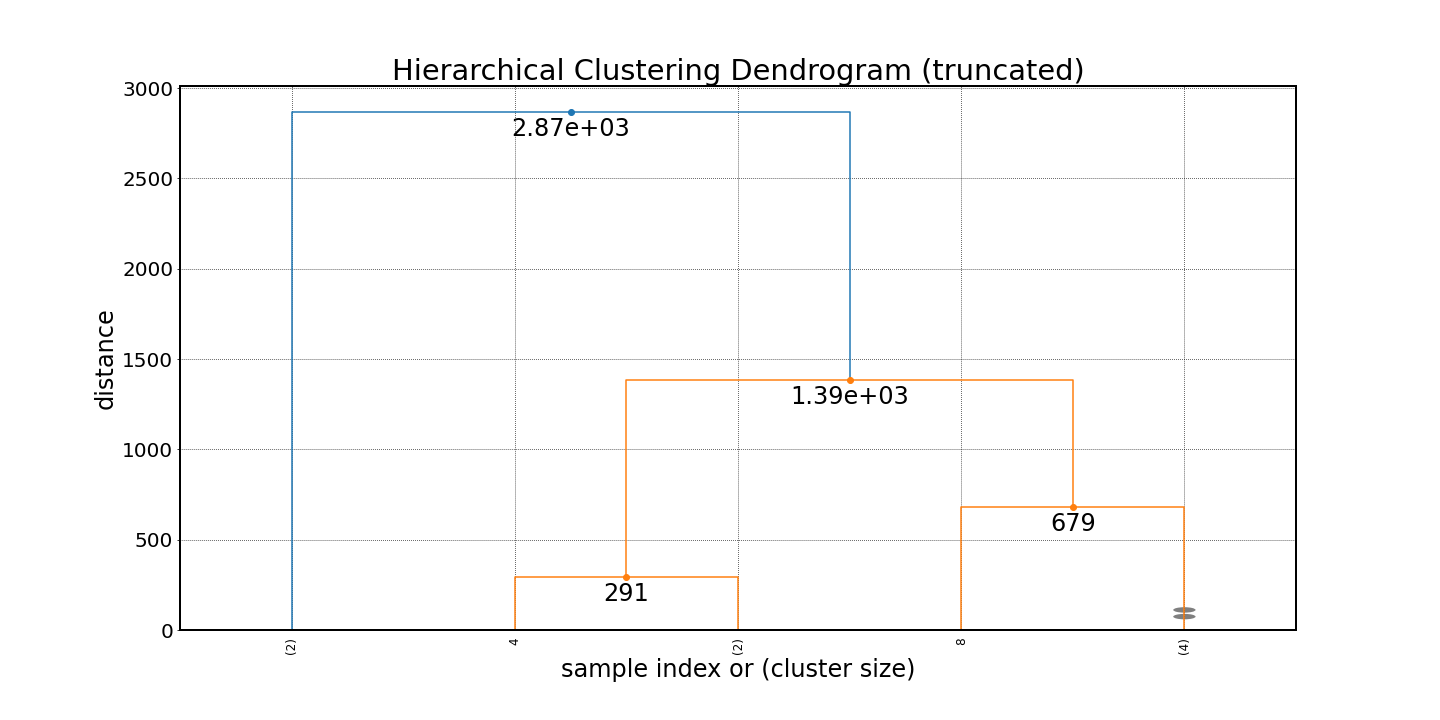 Hierarchical Clustering Dendrogram (truncated)
3000
2500
2000
1500
1000
500
0
distance
2.87e+03
1.39e+03
679
291
(2)
4
(2)
8
(4)
sample index or (cluster size)